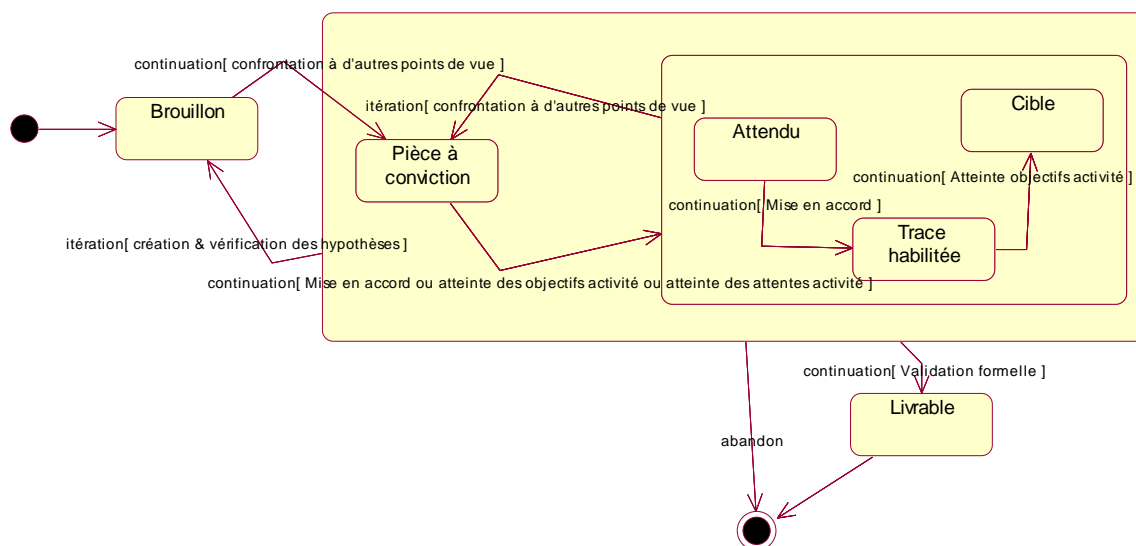 continuation[ confrontation à d'autres points de vue ]
Brouillon
itération[ confrontation à d'autres points de vue ]
Cible
Attendu
Pièce à
conviction
continuation[ Atteinte objectifs activité ]
continuation[ Mise en accord ]
Trace
habilitée
itération[ création & vérification des hypothèses ]
continuation[ Mise en accord ou atteinte des objectifs activité ou atteinte des attentes activité ]
continuation[ Validation formelle ]
Livrable
abandon